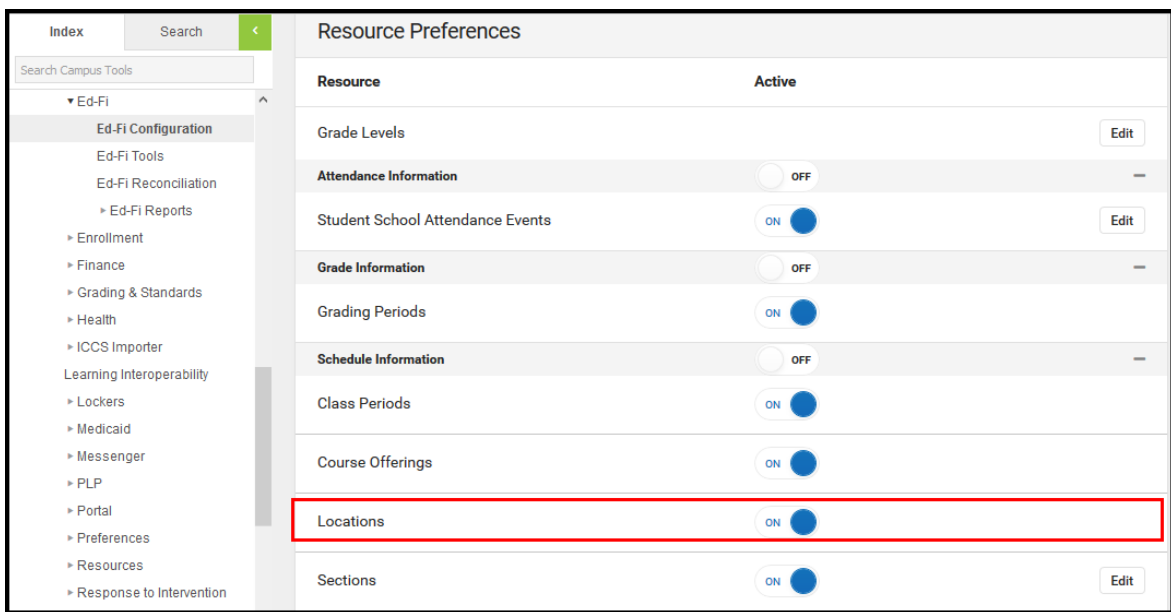 Index Search <
Search Campus Tools
Ed-Fi
Ed-Fi Configuration
Ed-Fi Tools
Ed-Fi Reconciliation
Ed-Fi Reports
Enrollment
Finance
Grading & Standards
Health
ICCS Importer
Learning Interoperability
Lockers
Medicaid
Messenger
PLP
Portal
Preferences
Resources
Response to Intervention
Resource Preferences
Resource Active
Grade Levels Edit
Attendance Information OFF
Student School Attendance Events ON Edit
Grade Information OFF
Grading Periods ON
Schedule Information OFF
Class Periods ON
Course Offerings ON
Locations ON
Sections ON Edit